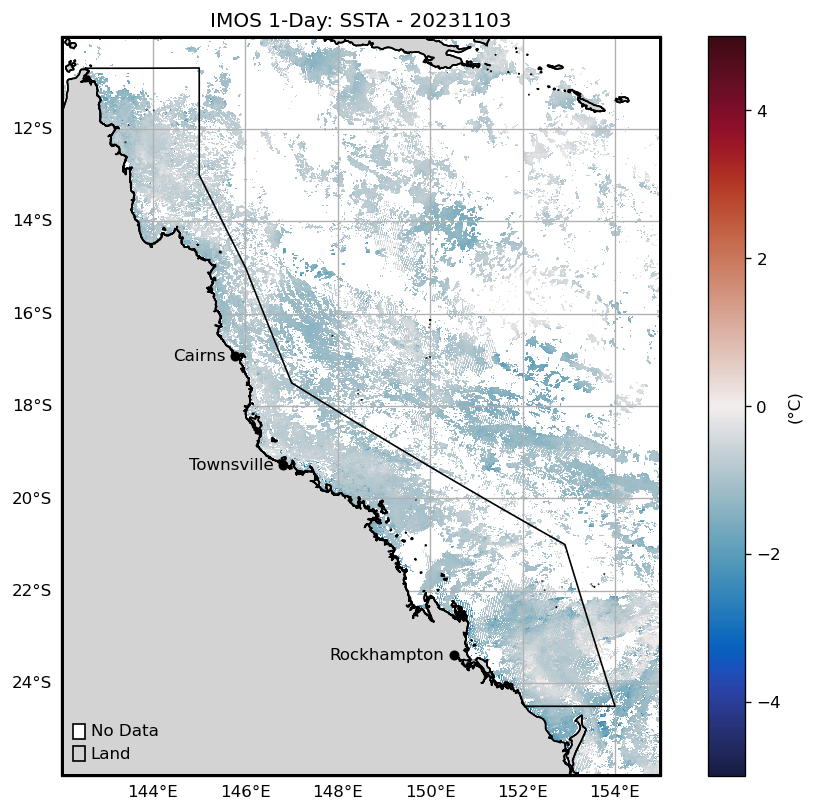 IMOS 1-Day: SSTA - 20231103
12°S
14°S
16°S
18°S
20°S
22°S
24°S
Cairns
Townsville
Rockhampton
No Data
Land
144°E 146°E 148°E 150°E 152°E 154°E
4
2
0
−2
−4
(°C)